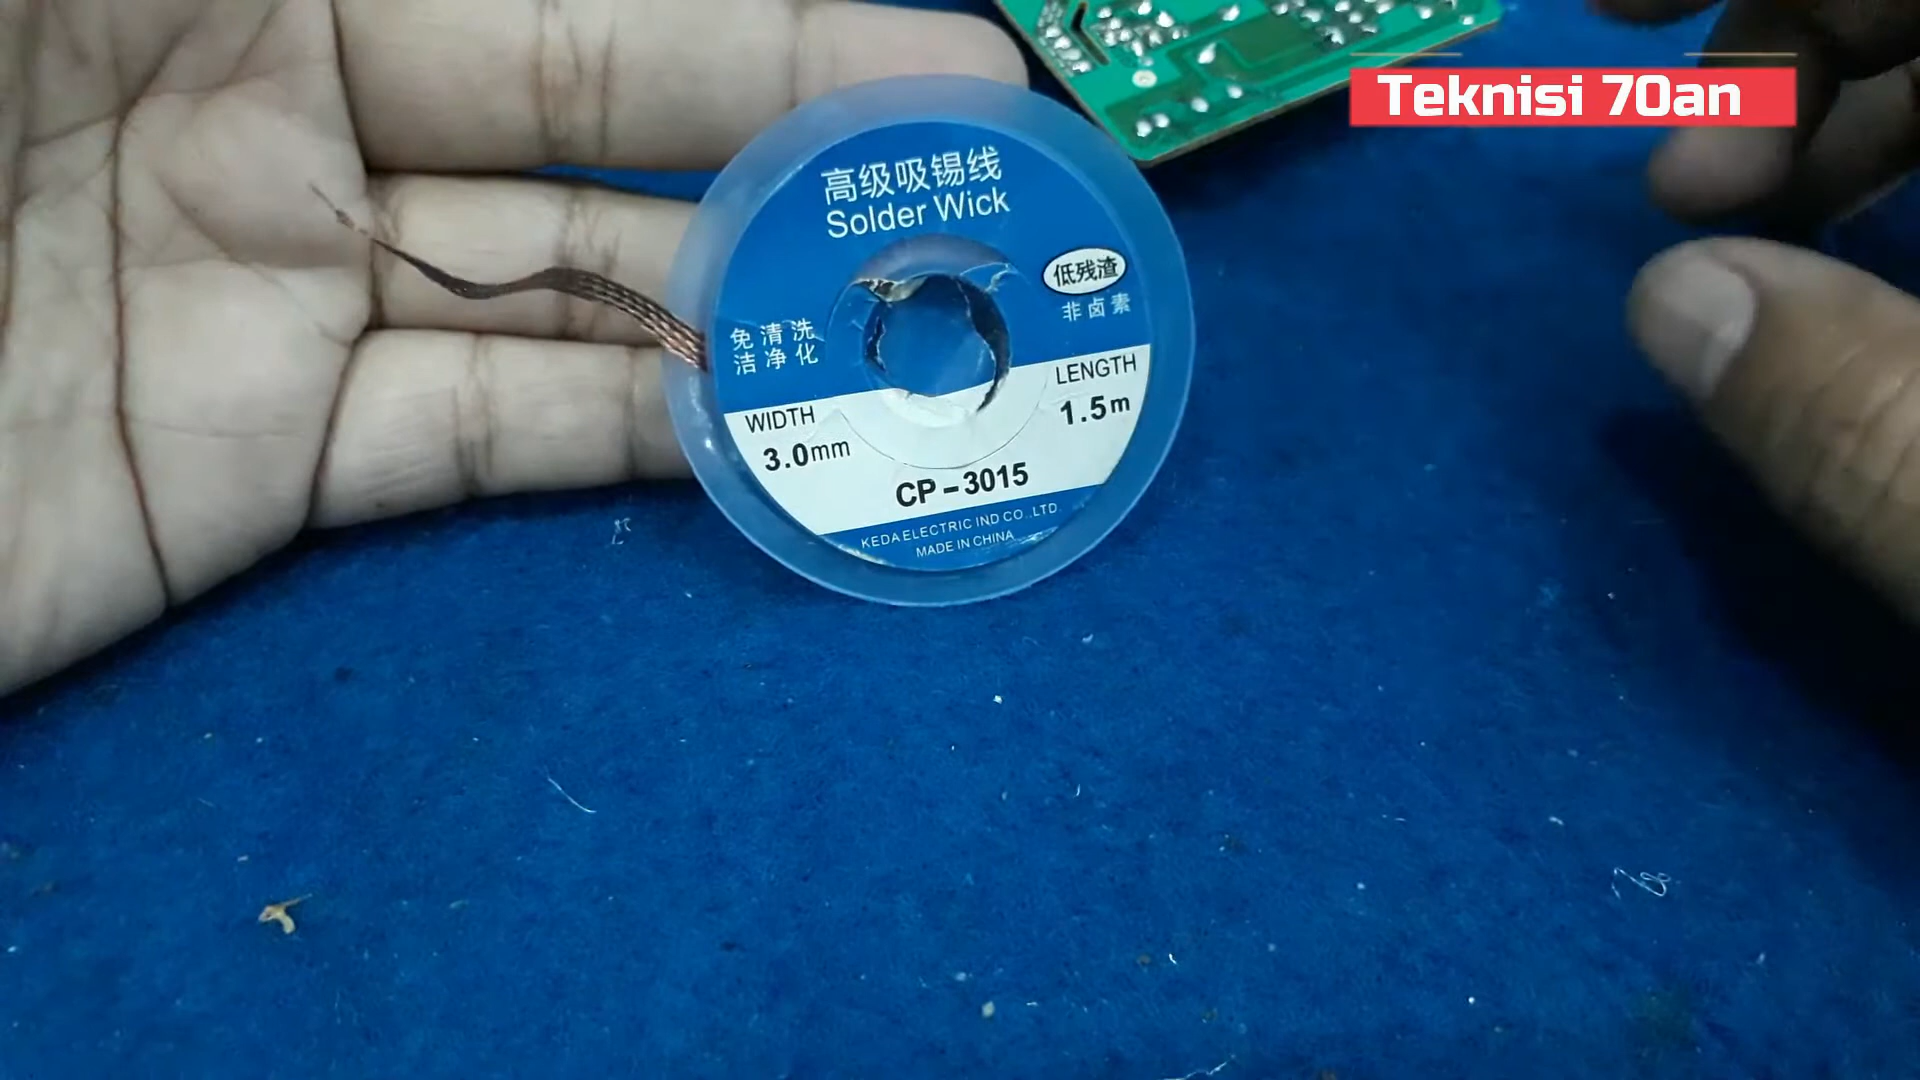 Teknisi 70an
高级吸锡线
Solder Wick
低残渣
非卤素
免清洗
洁净化
WIDTH
3.0mm
LENGTH
1.5m
CP-3015
KEDA ELECTRIC IND CO.,LTD.
MADE IN CHINA